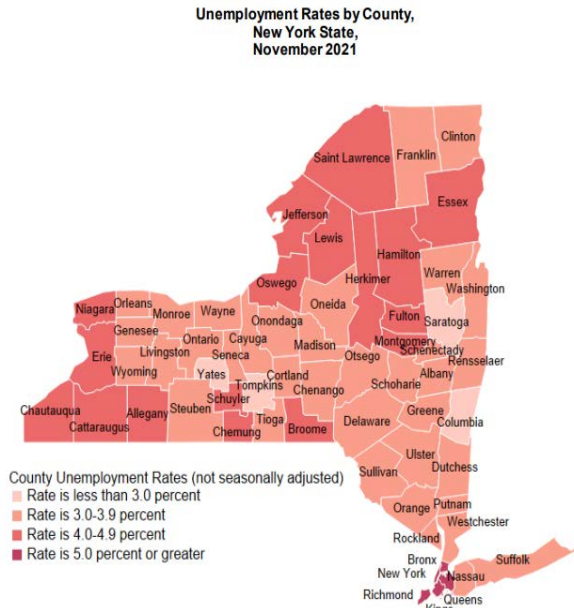 Unemployment Rates by County,
New York State,
November 2021
Clinton
Franklin
Saint Lawrence
Essex
Jefferson
Lewis
Hamilton
Herkimer
Warren
Washington
Oswego
Oneida
Fulton
Saratoga
Niagara
Orleans
Monroe
Wayne
Onondaga
Montgomery
Schenectady
Genesee
Ontario
Cayuga
Madison
Rensselaer
Erie
Wyoming
Livingston
Seneca
Otsego
Albany
Yates
Cortland
Schoharie
Tompkins
Chenango
Schuyler
Greene
Columbia
Chautauqua
Cattaraugus
Allegany
Steuben
Chemung
Tioga
Broome
Delaware
Ulster
Dutchess
Sullivan
Orange
Putnam
Westchester
Rockland
Bronx
New York
Nassau
Suffolk
Richmond
Queens
Kings
County Unemployment Rates (not seasonally adjusted)
Rate is less than 3.0 percent
Rate is 3.0-3.9 percent
Rate is 4.0-4.9 percent
Rate is 5.0 percent or greater